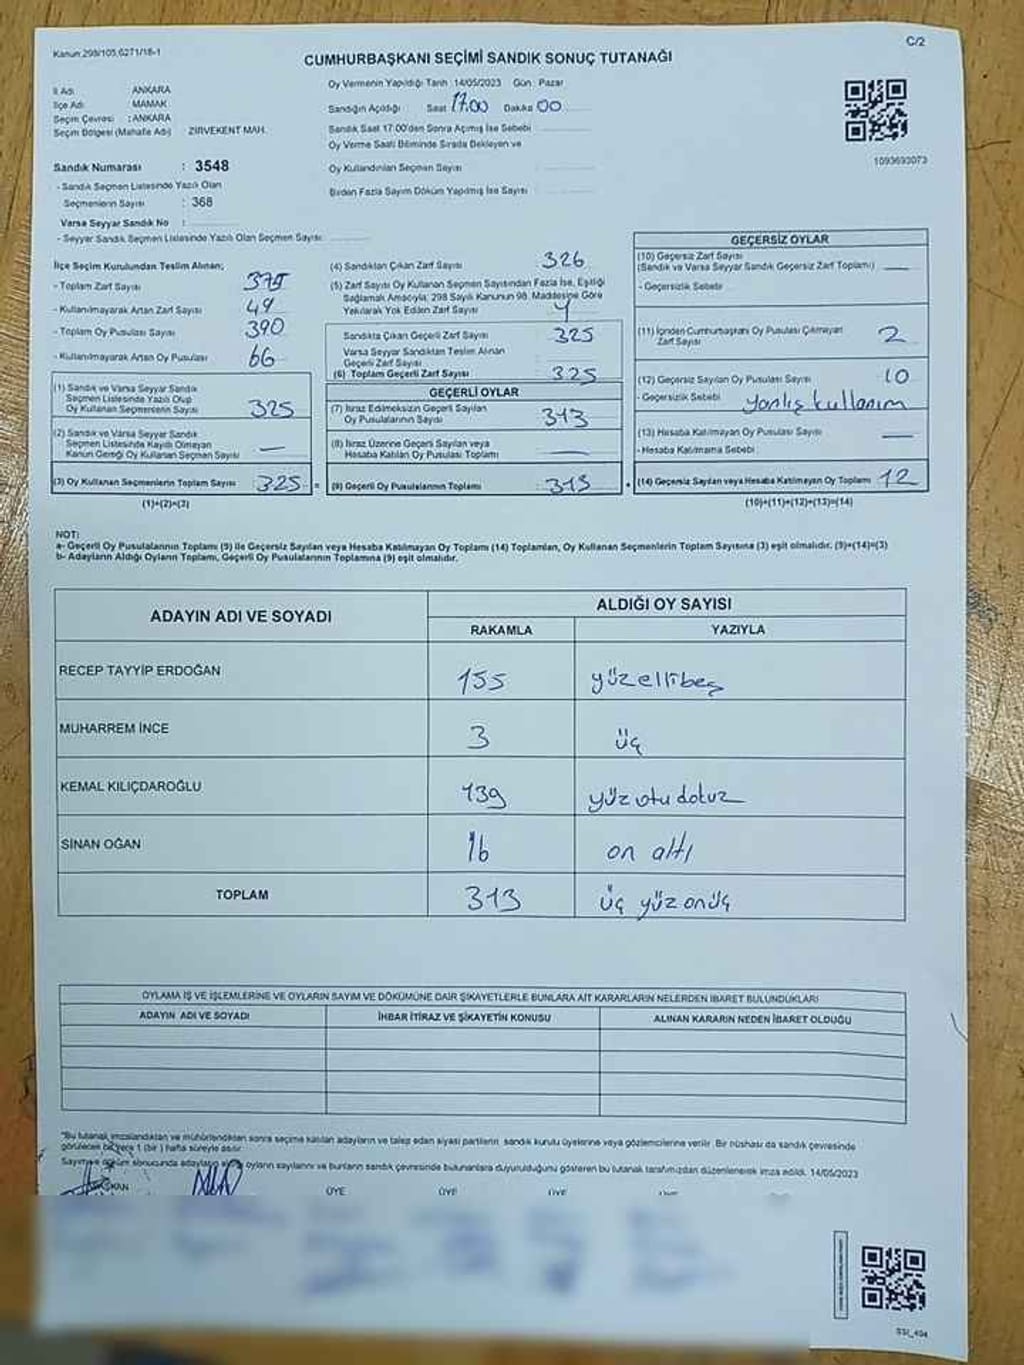 Kanun 298/105,6271/18-1
C/2
CUMHURBAŞKANI SEÇİMİ SANDIK SONUÇ TUTANAĞI
İl Adı : ANKARA
İlçe Adı : MAMAK
Seçim Çevresi : ANKARA
Seçim Bölgesi (Mahalle Adı) ZİRVEKENT MAH.
Oy Vermenin Yapıldığı Tarih 14/05/2023 Gün : Pazar
Sandığın Açıldığı Saat 17.00 Dakika 00
Sandık Saat 17:00'den Sonra Açılmış İse Sebebi
Oy Verme Saati Bitiminde Sırada Bekleyen ve
Oy Kullandırılan Seçmen Sayısı
Birden Fazla Sayım Döküm Yapılmış İse Sayısı
1093693073
Sandık Numarası : 3548
- Sandık Seçmen Listesinde Yazılı Olan
Seçmenlerin Sayısı : 368
Varsa Seyyar Sandık No :
- Seyyar Sandık Seçmen Listesinde Yazılı Olan Seçmen Sayısı
İlçe Seçim Kurulundan Teslim Alınan;
- Toplam Zarf Sayısı
- Kullanılmayarak Artan Zarf Sayısı 49
- Toplam Oy Pusulası Sayısı 390
- Kullanılmayarak Artan Oy Pusulası 66
(1) Sandık ve Varsa Seyyar Sandık
Seçmen Listesinde Yazılı Olup
Oy Kullanan Seçmenlerin Sayısı 325
(2) Sandık ve Varsa Seyyar Sandık
Seçmen Listesinde Kaydı Olmayan
Kanun Gereği Oy Kullanan Seçmen Sayısı —
(3) Oy Kullanan Seçmenlerin Toplam Sayısı 325 =
(1)+(2)=(3)
(4) Sandıktan Çıkan Zarf Sayısı 326
(5) Zarf Sayısı Oy Kullanan Seçmen Sayısından Fazla İse, Eşitliği
Sağlamak Amacıyla; 298 Sayılı Kanunun 98. Maddesine Göre
Yakılarak Yok Edilen Zarf Sayısı
Sandıkta Çıkan Geçerli Zarf Sayısı 325
Varsa Seyyar Sandıktan Teslim Alınan
Geçerli Zarf Sayısı
(6) Toplam Geçerli Zarf Sayısı 325
GEÇERLİ OYLAR
(7) İtiraz Edilmeksizin Geçerli Sayılan
Oy Pusulalarının Sayısı 313
(8) İtiraz Üzerine Geçerli Sayılan veya
Hesaba Katılan Oy Pusulası Toplamı —
(9) Geçerli Oy Pusulalarının Toplamı 313 +
GEÇERSİZ OYLAR
(10) Geçersiz Zarf Sayısı
(Sandık ve Varsa Seyyar Sandık Geçersiz Zarf Toplamı) —
- Geçersizlik Sebebi
(11) İçinden Cumhurbaşkanı Oy Pusulası Çıkmayan
Zarf Sayısı 2
(12) Geçersiz Sayılan Oy Pusulası Sayısı 10
- Geçersizlik Sebebi yanlış kullanım
(13) Hesaba Katılmayan Oy Pusulası Sayısı —
- Hesaba Katılmama Sebebi
(14) Geçersiz Sayılan veya Hesaba Katılmayan Oy Toplamı 12
(10)+(11)+(12)+(13)=(14)
NOT:
a- Geçerli Oy Pusulalarının Toplamı (9) ile Geçersiz Sayılan veya Hesaba Katılmayan Oy Toplamı (14) Toplamları, Oy Kullanan Seçmenlerin Toplam Sayısına (3) eşit olmalıdır. (9)+(14)=(3)
b- Adayların Aldığı Oyların Toplamı, Geçerli Oy Pusulalarının Toplamına (9) eşit olmalıdır.
ADAYIN ADI VE SOYADI
ALDIĞI OY SAYISI
RAKAMLA YAZIYLA
RECEP TAYYİP ERDOĞAN 155 yüzellibeş
MUHARREM İNCE 3 üç
KEMAL KILIÇDAROĞLU 139 yüz otu dokuz
SİNAN OĞAN 16 on altı
TOPLAM 313 üç yüz onüç
OYLAMA İŞ VE İŞLEMLERİNE VE OYLARIN SAYIM VE DÖKÜMÜNE DAİR ŞİKAYETLERLE BUNLARA AİT KARARLARIN NELERDEN İBARET BULUNDUKLARI
ADAYIN ADI VE SOYADI İHBAR İTİRAZ VE ŞİKAYETİN KONUSU ALINAN KARARIN NEDEN İBARET OLDUĞU
"Bu tutanak imzalandıktan ve mühürlendikten sonra seçime katılan adayların ve talep eden siyasi partilerin sandık kurulu üyelerine veya gözlemcilerine verilir. Bir nüshası da sandık çevresinde
görülecek bir yere 1 (bir) hafta süreyle asılır.
Sayım ve döküm sonucunda adayların aldığı oyların sayılarını ve bunların sandık çevresinde bulunanlara duyurulduğunu gösteren bu tutanak tarafımızdan düzenlenerek imza edildi. 14/05/2023
BAŞKAN ÜYE ÜYE ÜYE
SSI_404